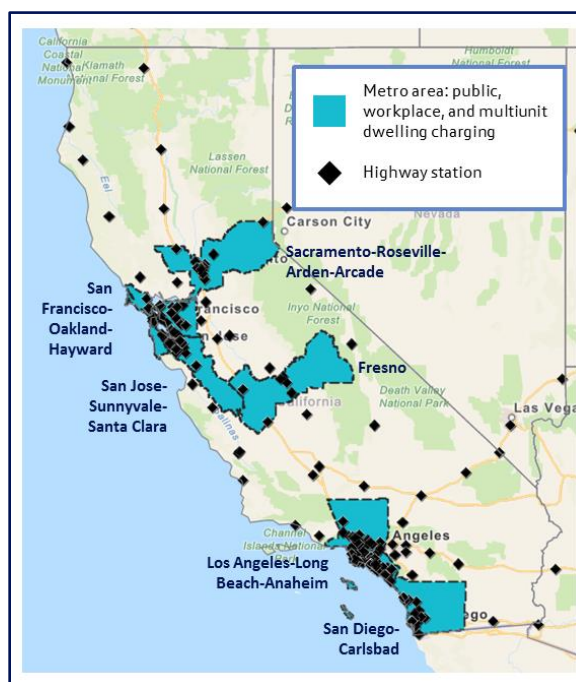 California
Coastal
National
Monument
Klamath
National Forest
Humboldt
Metro area: public,
workplace, and multiunit
dwelling charging
Highway station
Eel
Lassen
National Forest
Carson City
Nevada
Sacramento-Roseville-
Arden-Arcade
San
Francisco-
Oakland-
Hayward
Francisco
Inyo National
Forest
Fresno
San Jose-
Sunnyvale-
Santa Clara
Salinas
California
Death Valley
National Park
Las Vega
Channel
Islands National
Angeles
Los Angeles-Long
Beach-Anaheim
San Diego-
Carlsbad